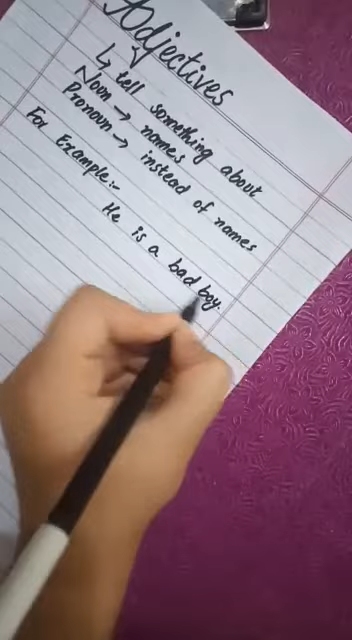 Adjectives
↳ tell something about
Noun → names
Pronoun → instead of names
For Example:-
He is a bad boy.